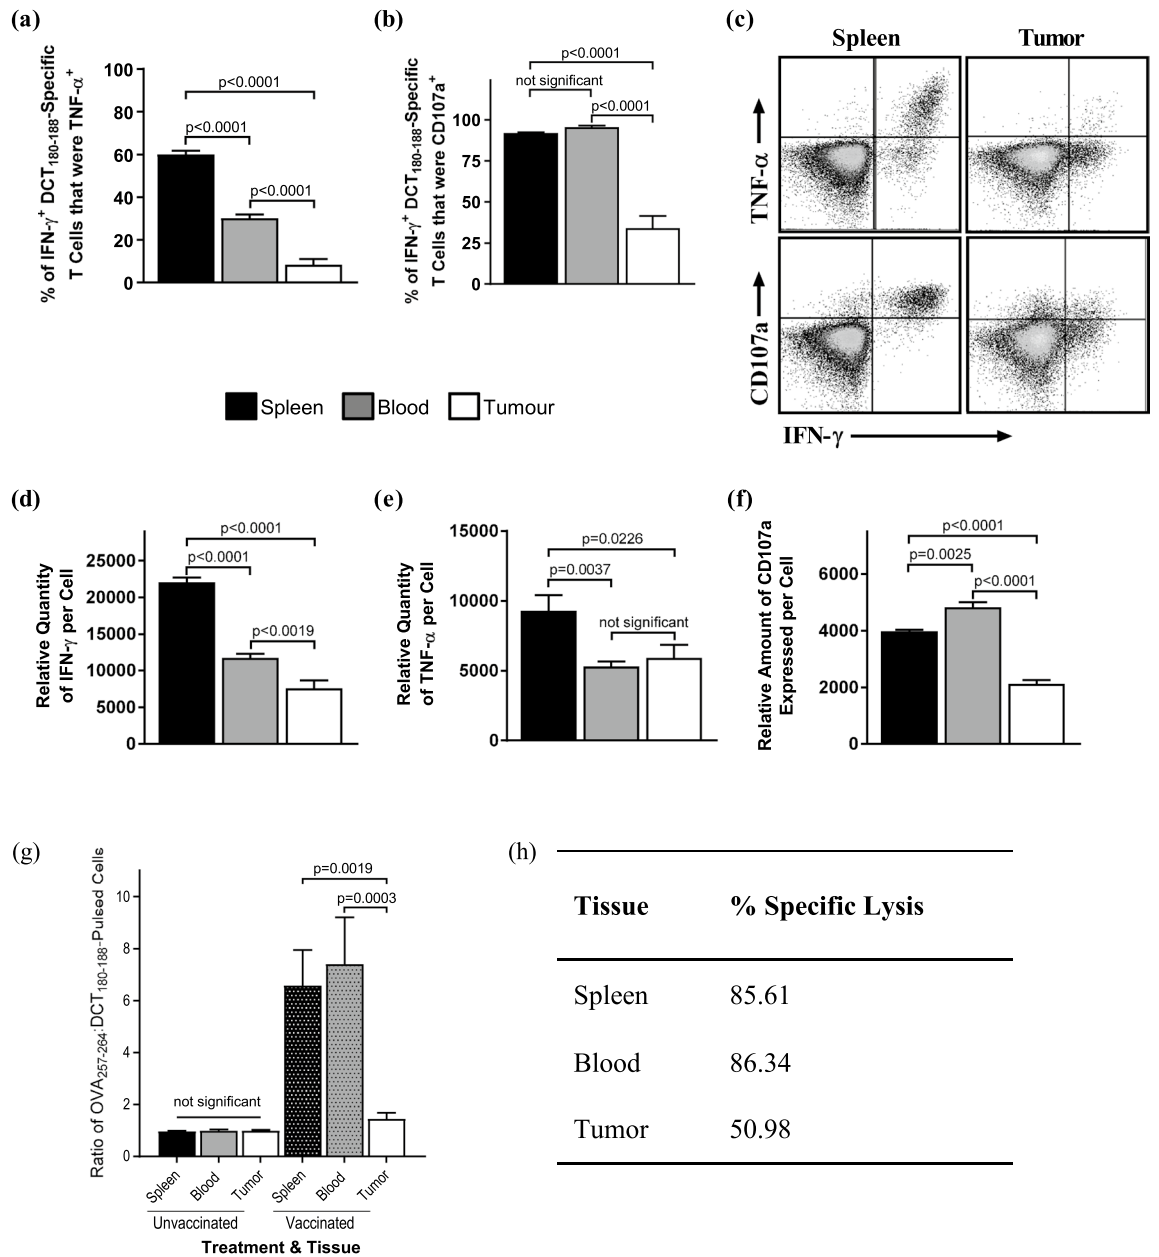 (a)
% of IFN-γ+ DCT180-188-Specific
T Cells that were TNF-α+
100
80
60
40
20
0
p<0.0001
p<0.0001
p<0.0001
(b)
% of IFN-γ+ DCT180-188-Specific
T Cells that were CD107a+
100
75
50
25
0
p<0.0001
not significant
p<0.0001
(c)
Spleen
Tumor
TNF-α
CD107a
IFN-γ
Spleen
Blood
Tumour
(d)
Relative Quantity
of IFN-γ per Cell
25000
20000
15000
10000
5000
0
p<0.0001
p<0.0001
p<0.0019
(e)
Relative Quantity
of TNF-α per Cell
15000
10000
5000
0
p=0.0226
p=0.0037
not significant
(f)
Relative Amount of CD107a
Expressed per Cell
6000
4000
2000
0
p<0.0001
p=0.0025
p<0.0001
(g)
Ratio of OVA257-264:DCT180-188-Pulsed Cells
10
8
6
4
2
0
not significant
p=0.0019
p=0.0003
Spleen
Blood
Tumor
Spleen
Blood
Tumor
Unvaccinated
Vaccinated
Treatment & Tissue
(h)
Tissue % Specific Lysis
Spleen 85.61
Blood 86.34
Tumor 50.98